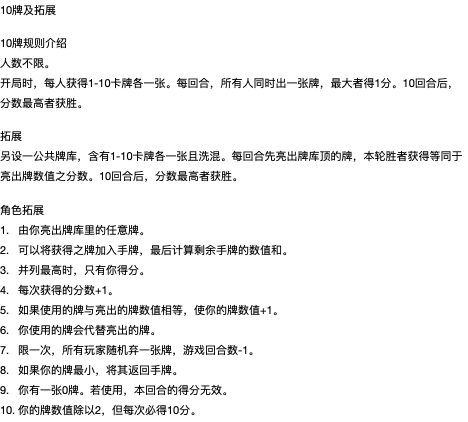 10牌及拓展
10牌规则介绍
人数不限。
开局时，每人获得1-10卡牌各一张。每回合，所有人同时出一张牌，最大者得1分。10回合后，
分数最高者获胜。
拓展
另设一公共牌库，含有1-10卡牌各一张且洗混。每回合先亮出牌库顶的牌，本轮胜者获得等同于
亮出牌数值之分数。10回合后，分数最高者获胜。
角色拓展
1. 由你亮出牌库里的任意牌。
2. 可以将获得之牌加入手牌，最后计算剩余手牌的数值和。
3. 并列最高时，只有你得分。
4. 每次获得的分数+1。
5. 如果使用的牌与亮出的牌数值相等，使你的牌数值+1。
6. 你使用的牌会代替亮出的牌。
7. 限一次，所有玩家随机弃一张牌，游戏回合数-1。
8. 如果你的牌最小，将其返回手牌。
9. 你有一张0牌。若使用，本回合的得分无效。
10. 你的牌数值除以2，但每次必得10分。